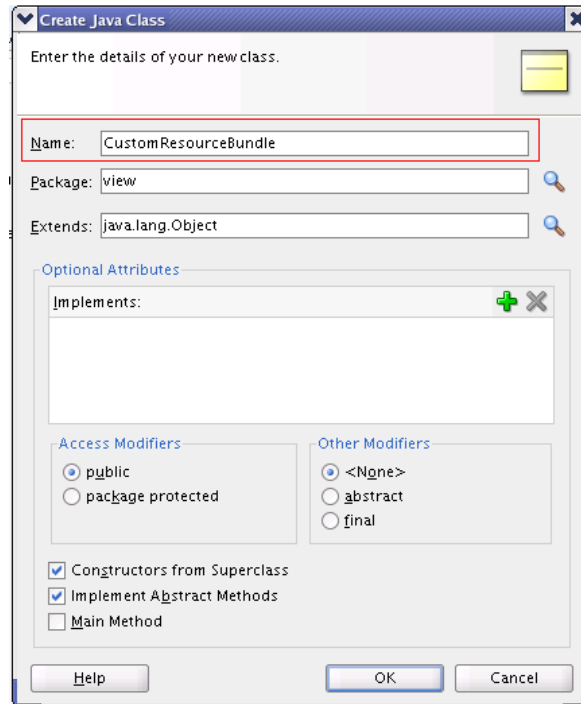 Create Java Class
Enter the details of your new class.
Name: CustomResourceBundle
Package: view
Extends: java.lang.Object
Optional Attributes
Implements:
Access Modifiers Other Modifiers
public <None>
package protected abstract
final
Constructors from Superclass
Implement Abstract Methods
Main Method
Help OK Cancel